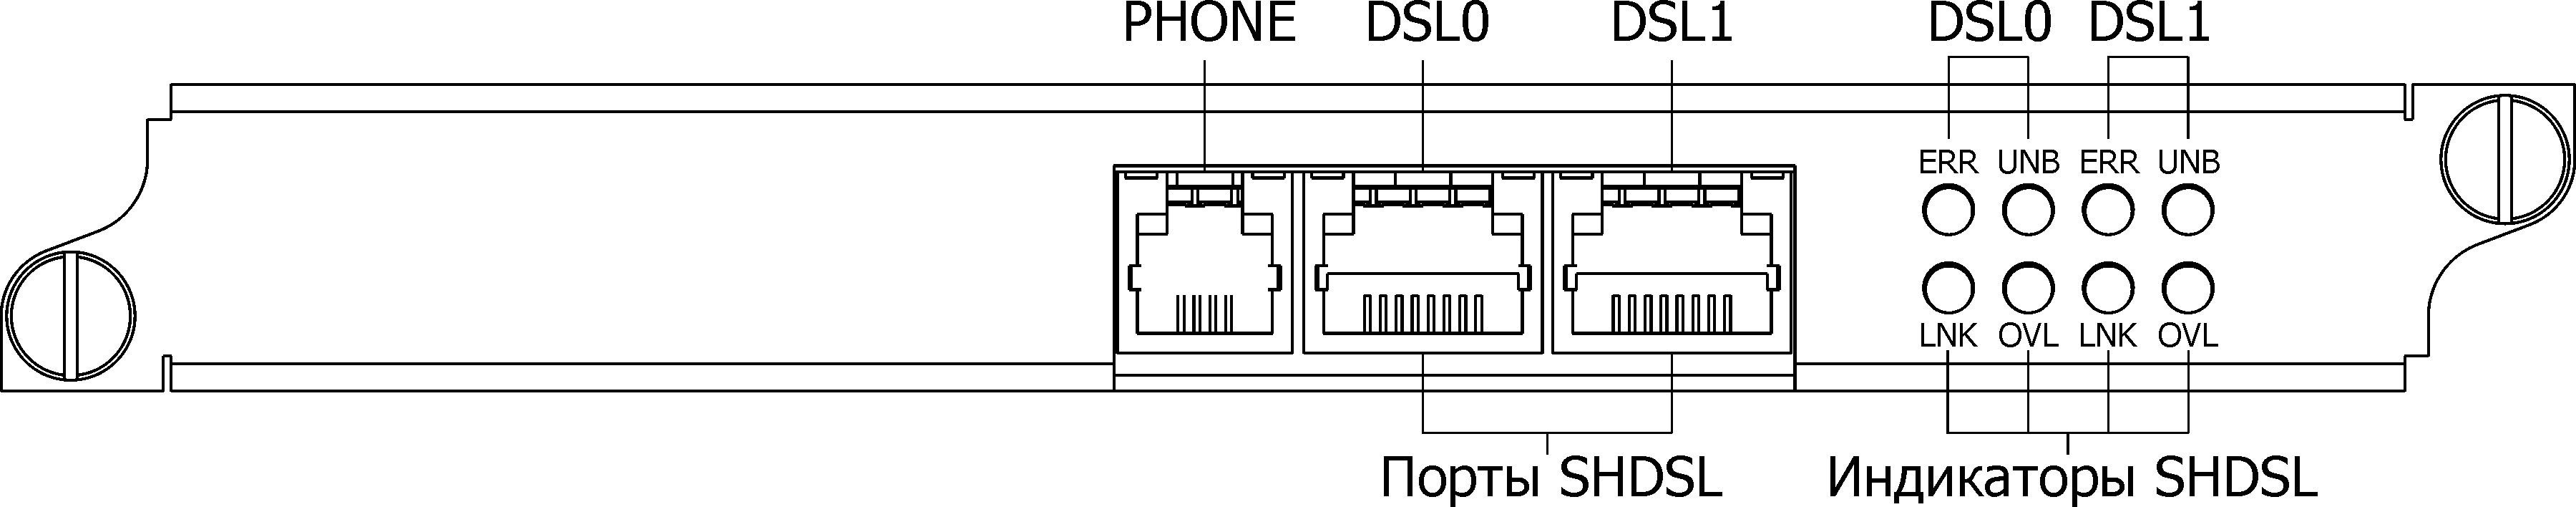 PHONE DSL0 DSL1 DSL0 DSL1
ERR UNB ERR UNB
LNK OVL LNK OVL
Порты SHDSL Индикаторы SHDSL